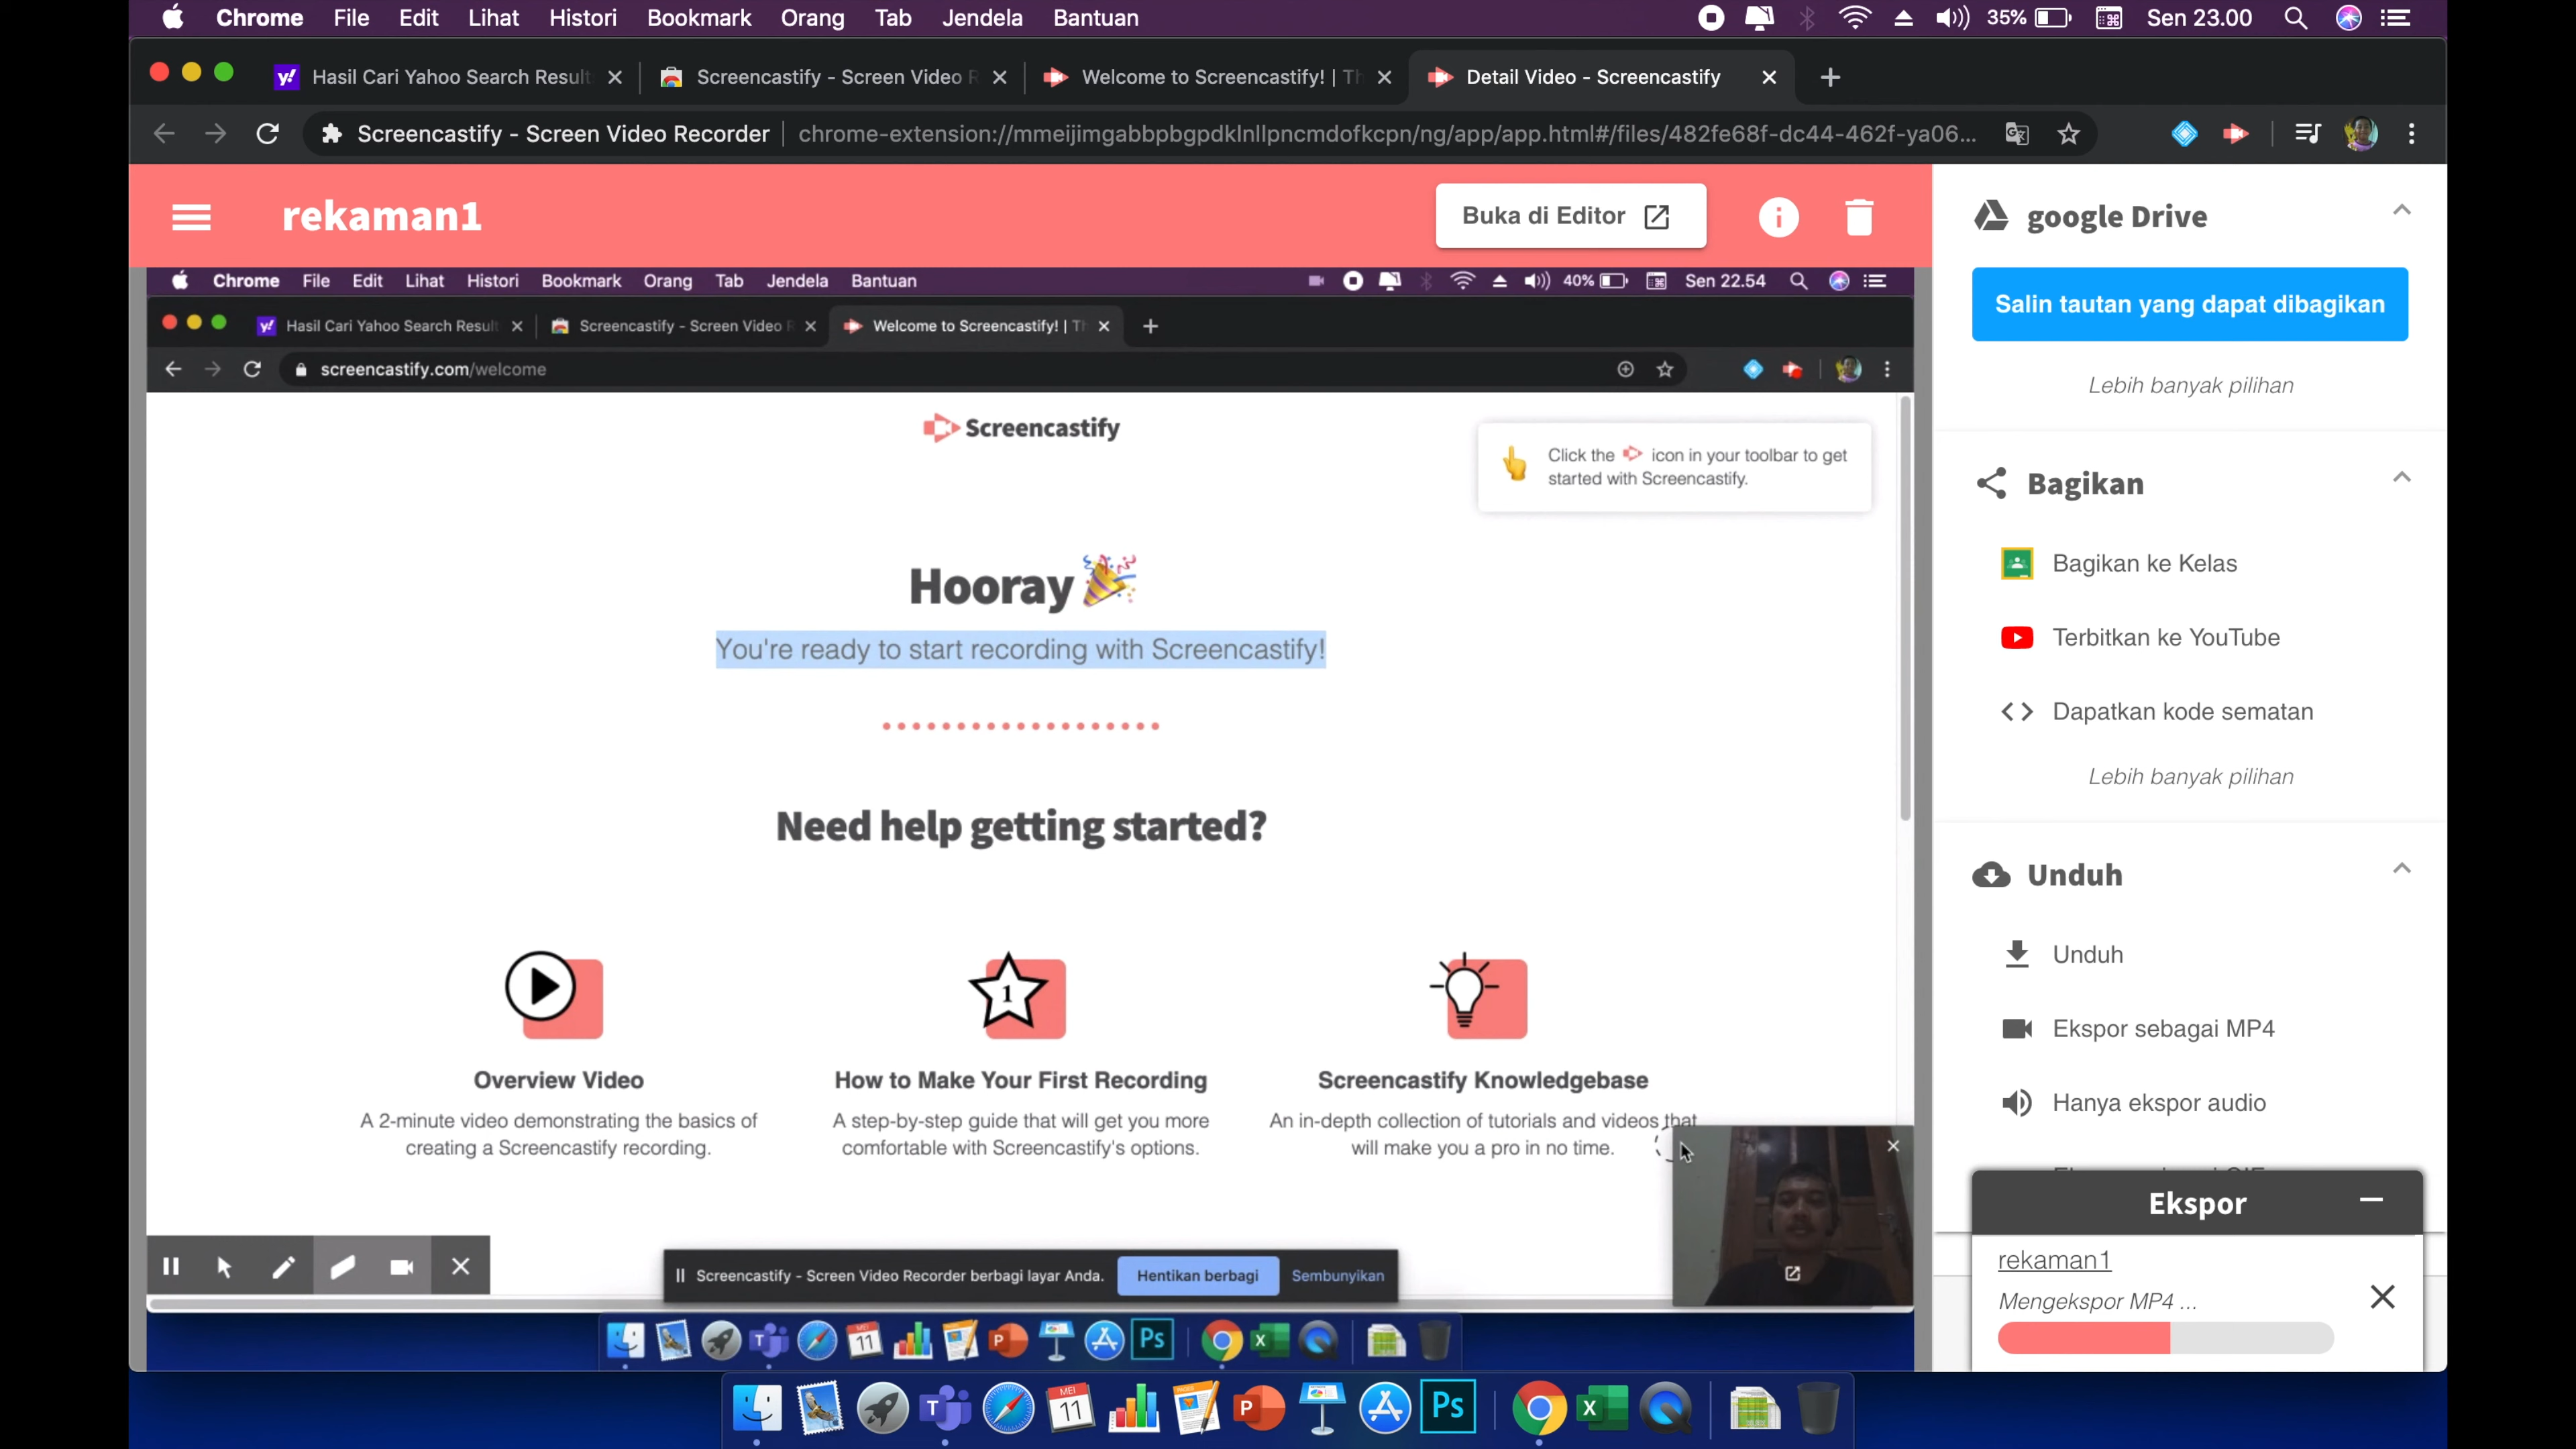 Chrome File Edit Lihat Histori Bookmark Orang Tab Jendela Bantuan 35% Sen 23.00
Hasil Cari Yahoo Search Result
Screencastify - Screen Video R
Welcome to Screencastify! | Th
Detail Video - Screencastify
Screencastify - Screen Video Recorder chrome-extension://mmeijimgabbpbgpdklnllpncmdofkcpn/ng/app/app.html#/files/482fe68f-dc44-462f-ya06...
rekaman1
Buka di Editor
Chrome File Edit Lihat Histori Bookmark Orang Tab Jendela Bantuan 40% Sen 22.54
Hasil Cari Yahoo Search Result
Screencastify - Screen Video R
Welcome to Screencastify! | Th
screencastify.com/welcome
Screencastify
Click the icon in your toolbar to get
started with Screencastify.
Hooray
You're ready to start recording with Screencastify!
Need help getting started?
1
Overview Video
A 2-minute video demonstrating the basics of
creating a Screencastify recording.
How to Make Your First Recording
A step-by-step guide that will get you more
comfortable with Screencastify's options.
Screencastify Knowledgebase
An in-depth collection of tutorials and videos that
will make you a pro in no time.
Screencastify - Screen Video Recorder berbagi layar Anda.
Hentikan berbagi
Sembunyikan
google Drive
Salin tautan yang dapat dibagikan
Lebih banyak pilihan
Bagikan
Bagikan ke Kelas
Terbitkan ke YouTube
Dapatkan kode sematan
Lebih banyak pilihan
Unduh
Unduh
Ekspor sebagai MP4
Hanya ekspor audio
Ekspor
rekaman1
Mengekspor MP4 ...
11
Ps
MEI
11
Ps